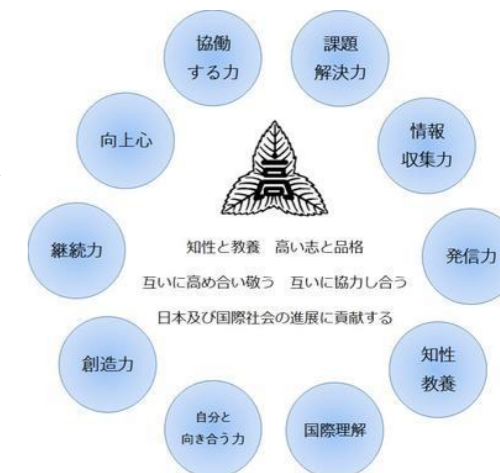 協働
する力
課題
解決力
向上心
情報
収集力
高
知性と教養　高い志と品格
継続力
発信力
互いに高め合い敬う　互いに協力し合う
日本及び国際社会の進展に貢献する
創造力
知性
教養
自分と
向き合う力
国際理解